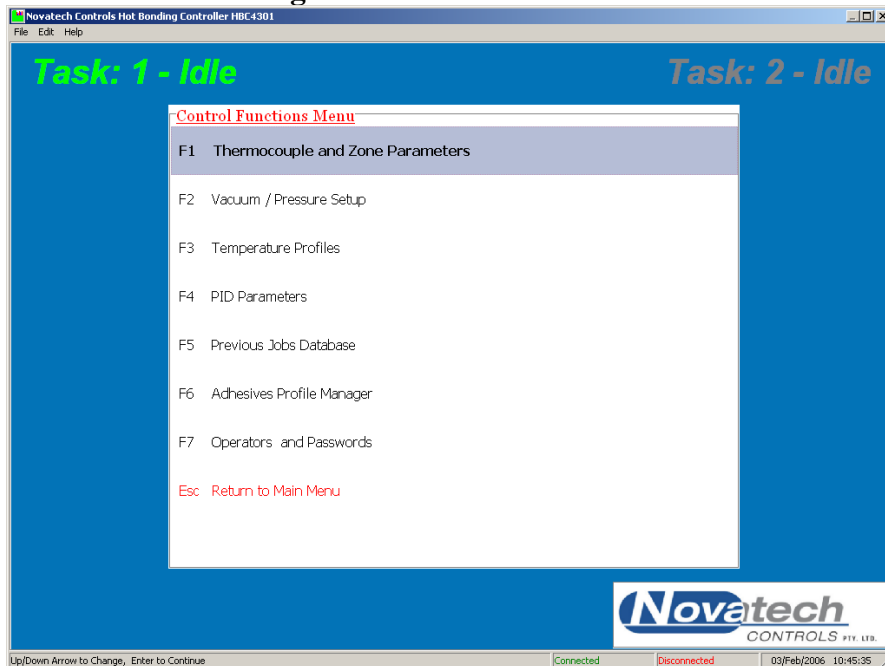 Novatech Controls Hot Bonding Controller HBC4301
File Edit Help
Task: 1 - Idle
Task: 2 - Idle
Control Functions Menu
F1 Thermocouple and Zone Parameters
F2 Vacuum / Pressure Setup
F3 Temperature Profiles
F4 PID Parameters
F5 Previous Jobs Database
F6 Adhesives Profile Manager
F7 Operators and Passwords
Esc Return to Main Menu
Novatech
CONTROLS PTY. LTD.
Up/Down Arrow to Change, Enter to Continue
Connected
Disconnected
03/Feb/2006 10:45:35